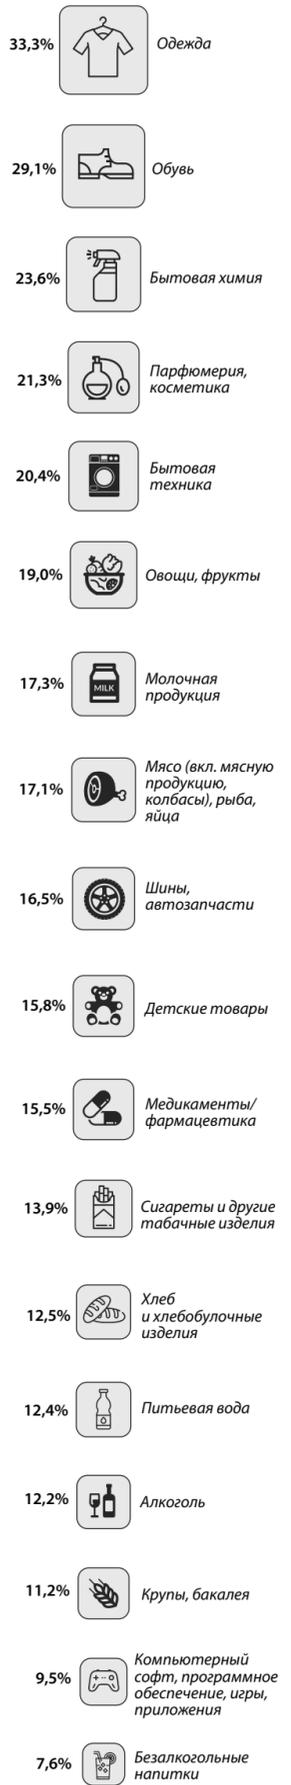 33,3% Одежда
29,1% Обувь
23,6% Бытовая химия
21,3% Парфюмерия,
косметика
20,4% Бытовая
техника
19,0% Овощи, фрукты
17,3% MILK Молочная
продукция
17,1% Мясо (вкл. мясную
продукцию,
колбасы), рыба,
яйца
16,5% Шины,
автозапчасти
15,8% Детские товары
15,5% Медикаменты/
фармацевтика
13,9% Сигареты и другие
табачные изделия
12,5% Хлеб
и хлебобулочные
изделия
12,4% Питьевая вода
12,2% Алкоголь
11,2% Крупы, бакалея
9,5% Компьютерный
софт, программное
обеспечение, игры,
приложения
7,6% Безалкогольные
напитки